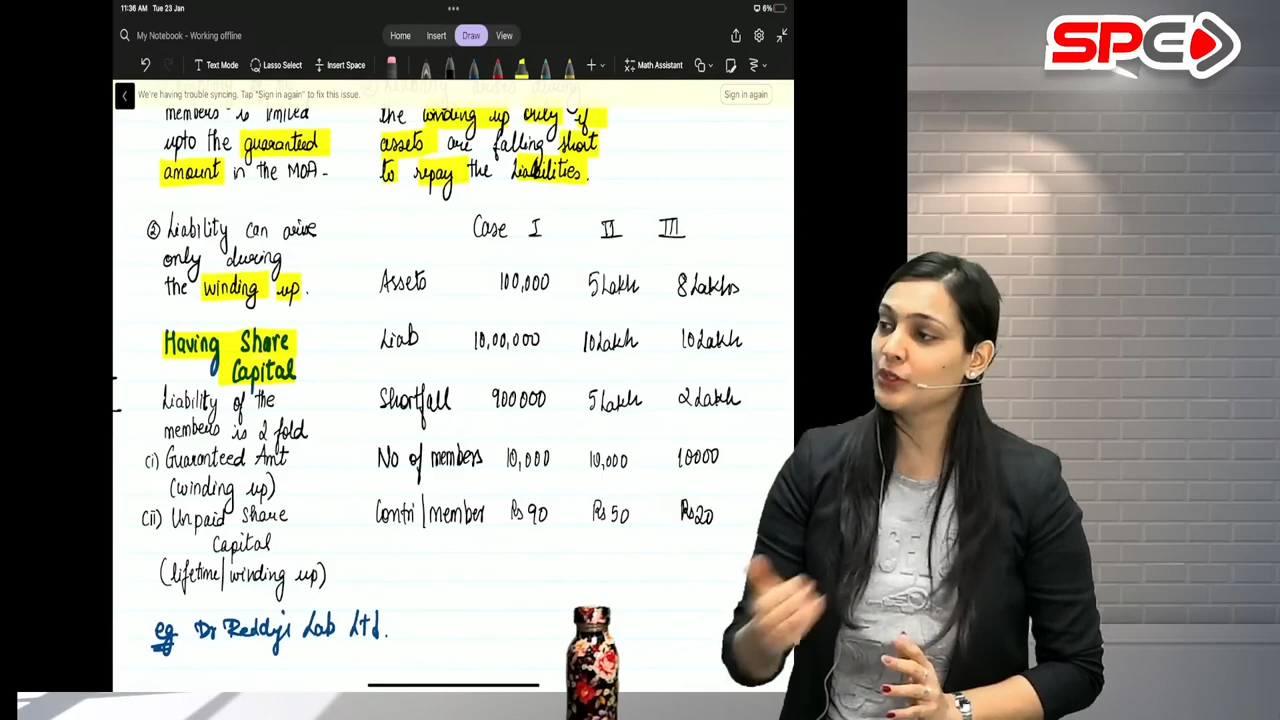 11:36 AM Tue 23 Jan
6%
My Notebook - Working offline
Home Insert Draw View
Text Mode Lasso Select Insert Space Math Assistant
We're having trouble syncing. Tap "Sign in again" to fix this issue. Sign in again
members - is limited
upto the guaranteed
amount in the MOA -
the winding up only if
assets are falling short
to repay the Liabilities.
② Liability can arise
only during
the winding up.
Having Share
Capital
Liability of the
members is 2 fold
(i) Guaranteed Amt
(winding up)
(ii) Unpaid Share
Capital
(lifetime/winding up)
eg Dr Reddy's Lab Ltd.
Case I II III
Assets 100,000 5 Lakh 8 Lakhs
Liab 10,00,000 10 Lakh 10 Lakh
Shortfall 900000 5 Lakh 2 Lakh
No of members 10,000 10,000 10000
Contri/member Rs 90 Rs 50 Rs 20
SPC